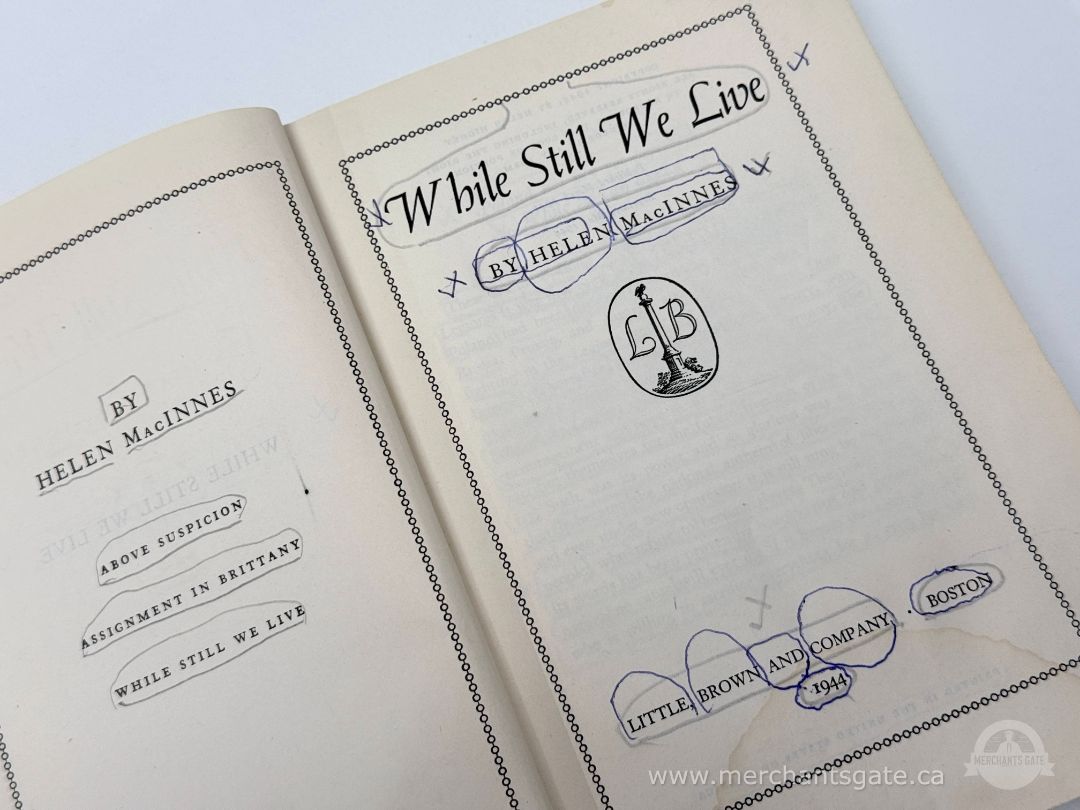 BY
HELEN MACINNES
ABOVE SUSPICION
ASSIGNMENT IN BRITTANY
WHILE STILL WE LIVE
While Still We Live
BY HELEN MACINNES
L B
LITTLE, BROWN AND COMPANY · BOSTON
1944
www.merchantsgate.ca
MERCHANTS GATE